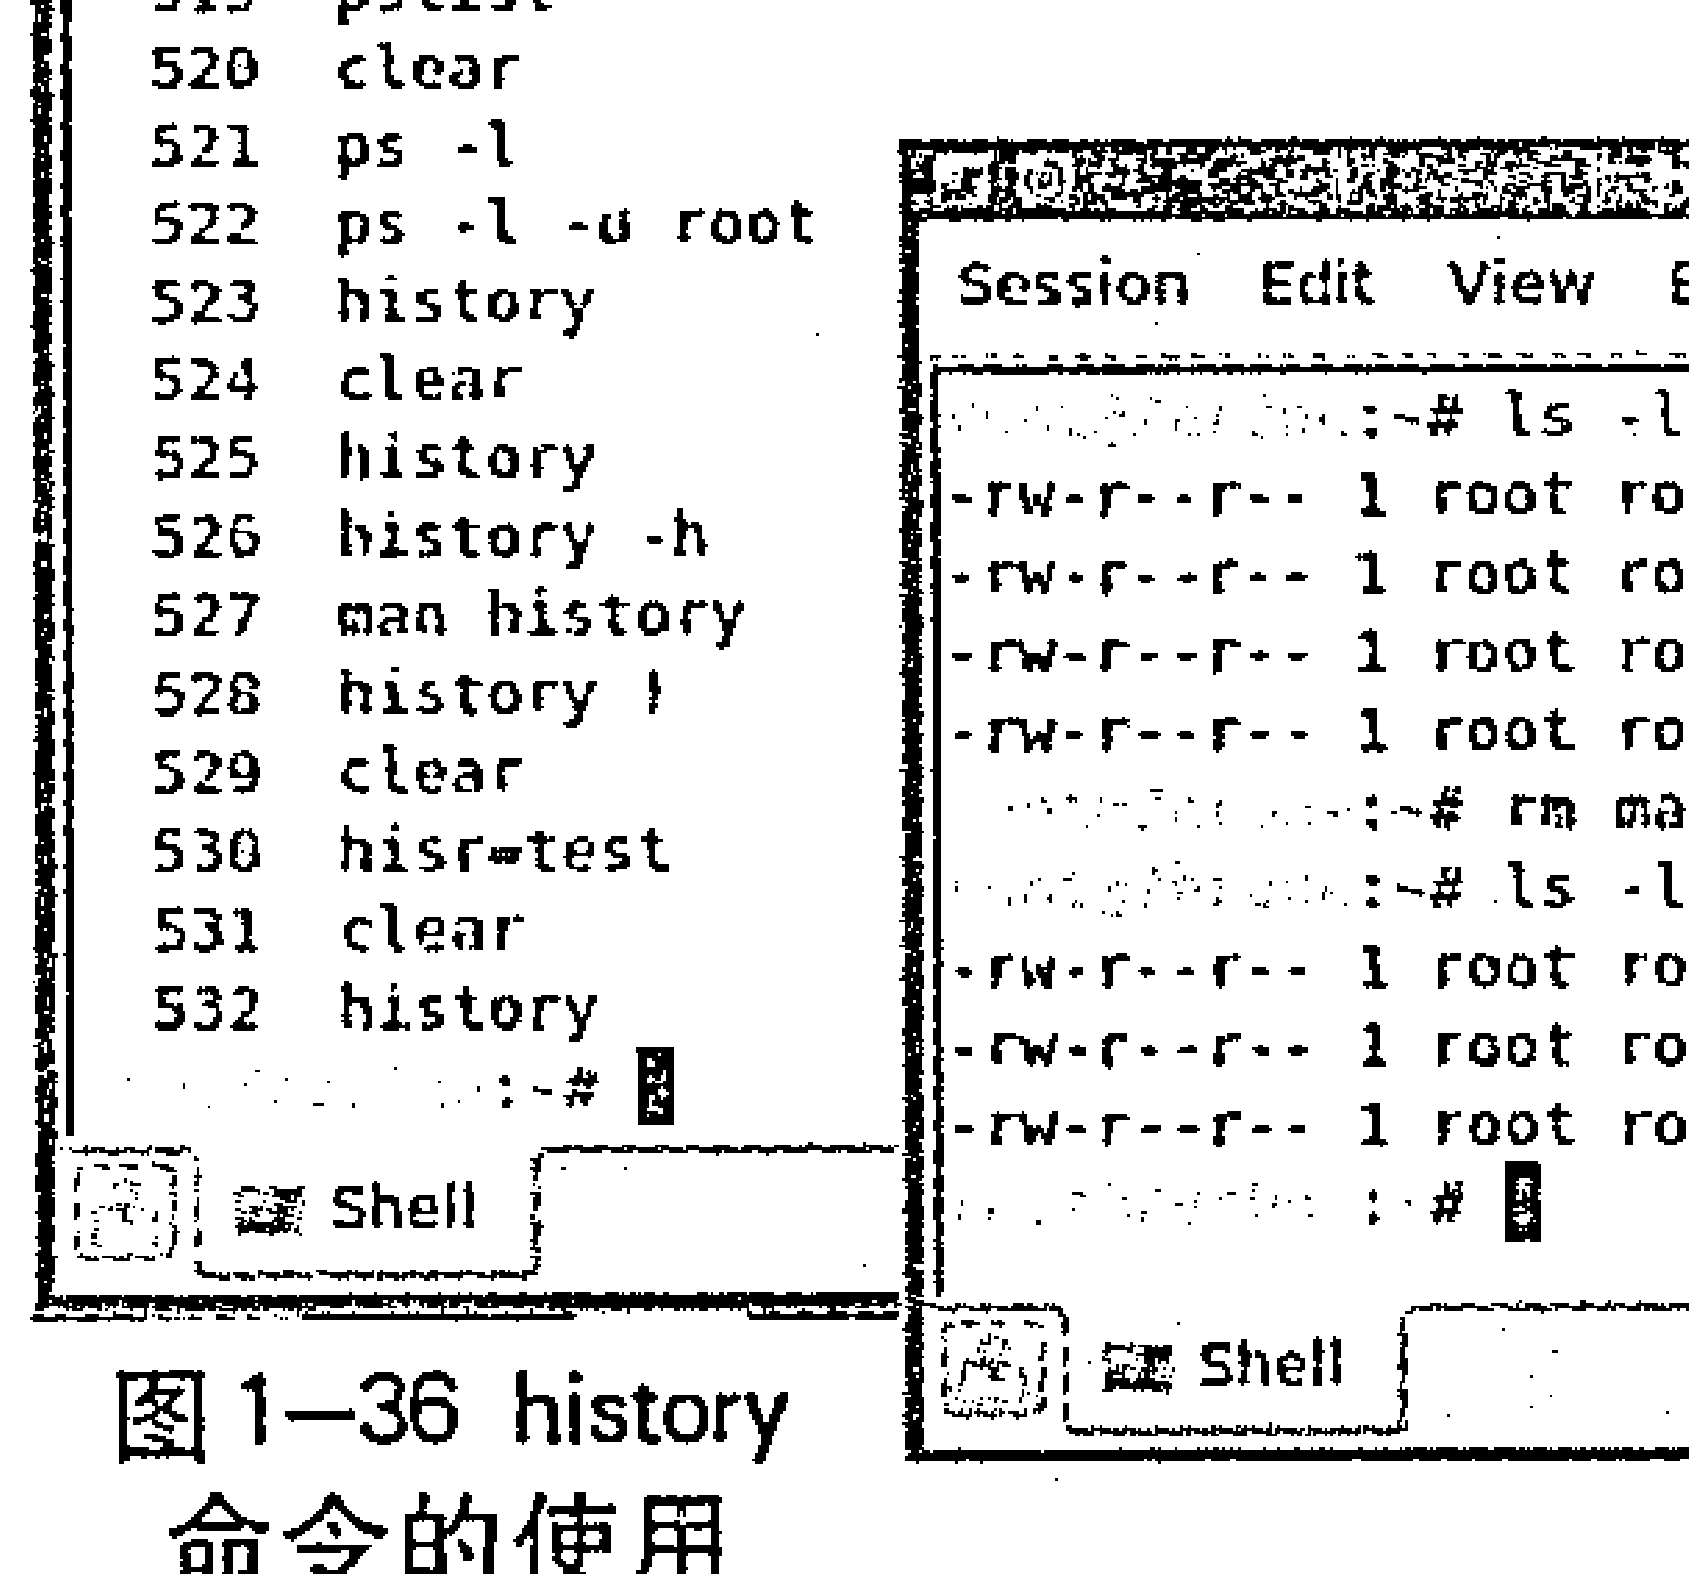 520 clear
521 ps -l
522 ps -l -u root
523 history
524 clear
525 history
526 history -h
527 man history
528 history !
529 clear
530 hisr=test
531 clear
532 history
:~#
Shell
图1—36 history
命令的使用
Session Edit View
:~# ls -l
-rw-r--r-- 1 root ro
-rw-r--r-- 1 root ro
-rw-r--r-- 1 root ro
-rw-r--r-- 1 root ro
:~# rm ma
:~# ls -l
-rw-r--r-- 1 root ro
-rw-r--r-- 1 root ro
-rw-r--r-- 1 root ro
:~#
Shell